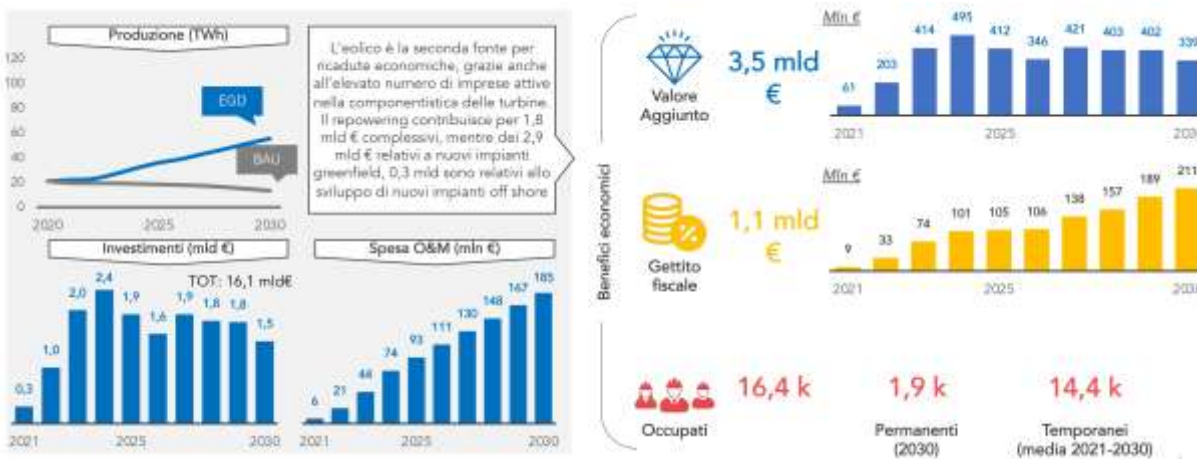 Produzione (TWh)
120
100
80
60
40
20
0
EGD
BAU
2020
2025
2030
L'eolico è la seconda fonte per
ricadute economiche, grazie anche
all'elevato numero di imprese attive
nella componentistica delle turbine.
Il repowering contribuisce per 1,8
mld € complessivi, mentre dei 2,9
mld € relativi a nuovi impianti
greenfield, 0,3 mld sono relativi allo
sviluppo di nuovi impianti off shore
Investimenti (mld €)
TOT: 16,1 mld€
0,3
1,0
2,0
2,4
1,9
1,6
1,9
1,8
1,8
1,5
2021
2025
2030
Spesa O&M (mln €)
6
21
44
74
93
111
130
148
167
185
2021
2025
2030
Benefici economici
Valore
Aggiunto
3,5 mld
€
Mln €
61
203
414
495
412
346
421
403
402
339
2021
2025
2030
Gettito
fiscale
1,1 mld
€
Mln €
9
33
74
101
105
106
138
157
189
211
2021
2025
2030
Occupati
16,4 k
1,9 k
Permanenti
(2030)
14,4 k
Temporanei
(media 2021-2030)